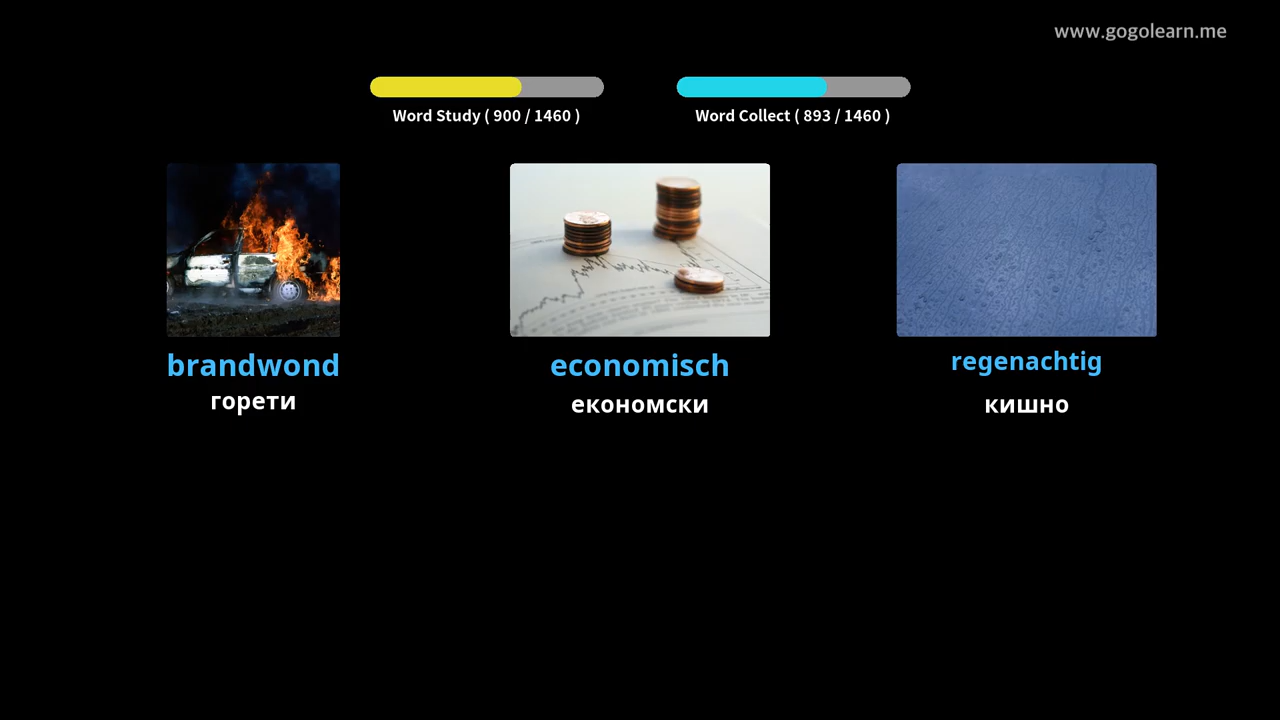 www.gogolearn.me
Word Study ( 900 / 1460 )
Word Collect ( 893 / 1460 )
brandwond
горети
economisch
економски
regenachtig
кишно